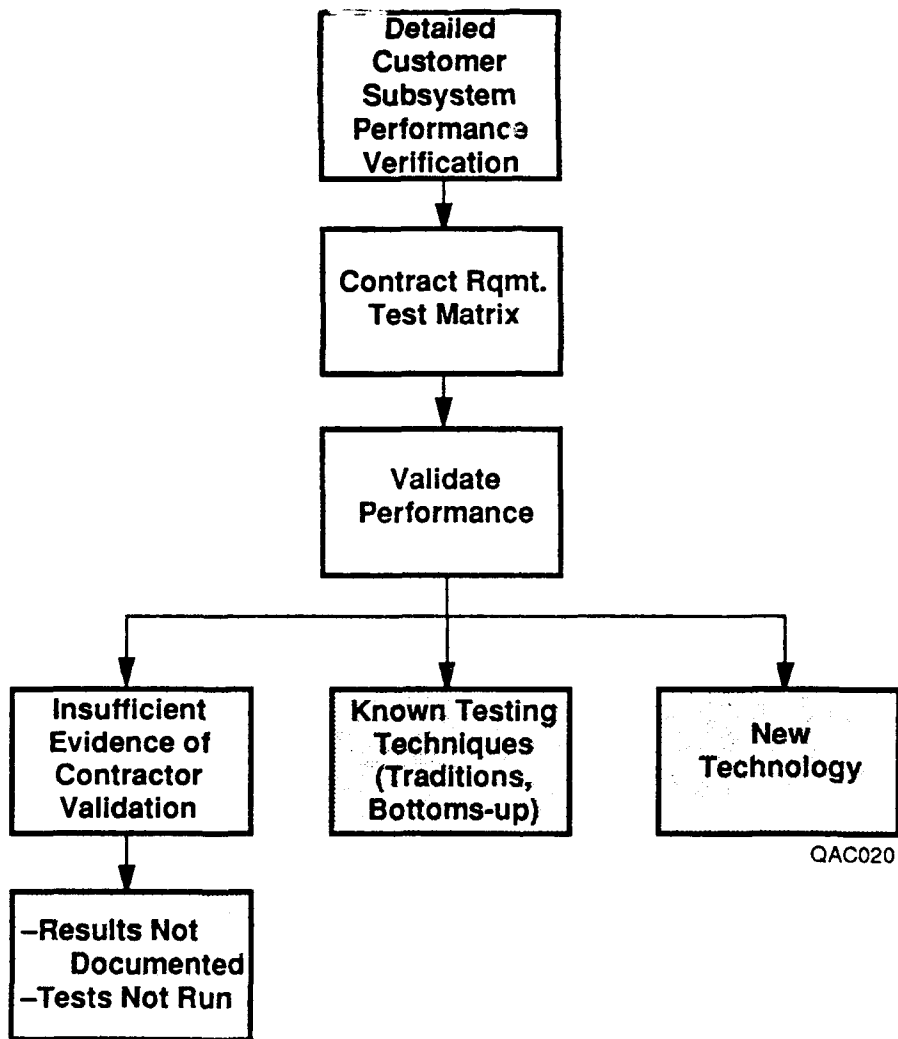 Detailed
Customer
Subsystem
Performance
Verification
Contract Rqmt.
Test Matrix
Validate
Performance
Insufficient
Evidence of
Contractor
Validation
Known Testing
Techniques
(Traditions,
Bottoms-up)
New
Technology
QAC020
–Results Not
Documented
–Tests Not Run